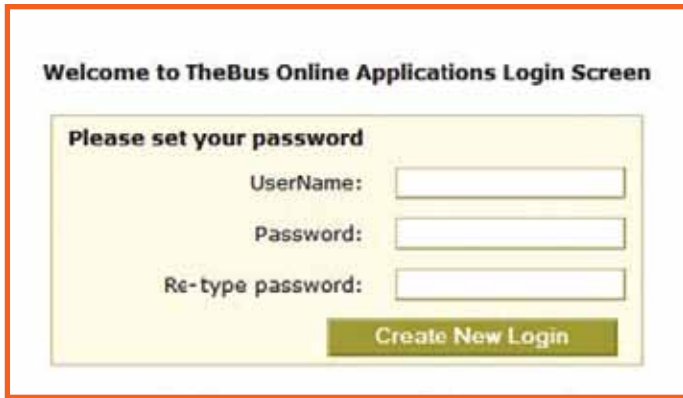 Welcome to TheBus Online Applications Login Screen
Please set your password
UserName:
Password:
Re-type password:
Create New Login